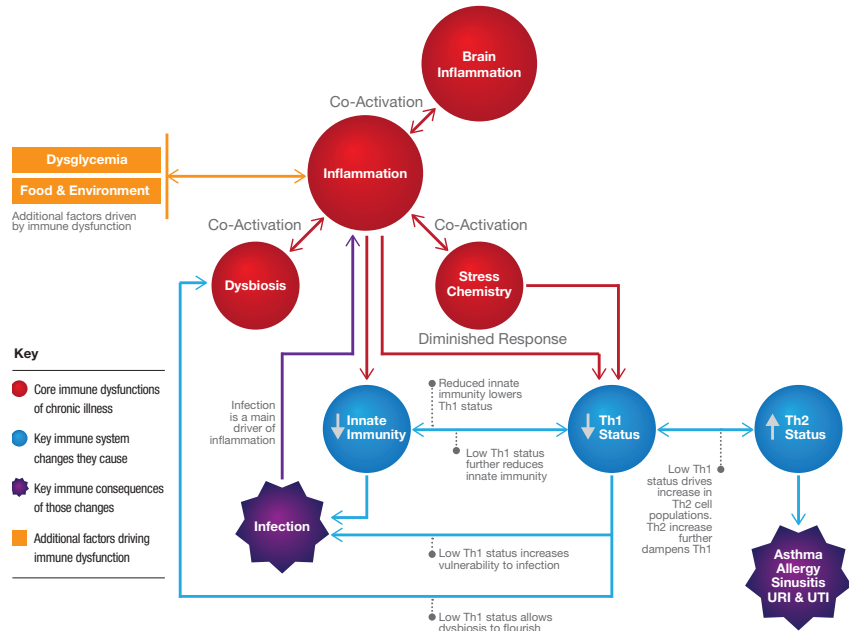 Brain
Inflammation
Co-Activation
Dysglycemia
Inflammation
Food & Environment
Additional factors driven
by immune dysfunction
Co-Activation
Co-Activation
Dysbiosis
Stress
Chemistry
Diminished Response
Key
Core immune dysfunctions
of chronic illness
Key immune system
changes they cause
Key immune consequences
of those changes
Additional factors driving
immune dysfunction
Infection
is a main
driver of
inflammation
Reduced innate
immunity lowers
Th1 status
Innate
Immunity
Th1
Status
Th2
Status
Low Th1 status
further reduces
innate immunity
Low Th1
status drives
increase in
Th2 cell
populations.
Th2 increase
further
dampens Th1
Infection
Low Th1 status increases
vulnerability to infection
Asthma
Allergy
Sinusitis
URI & UTI
Low Th1 status allows
dysbiosis to flourish